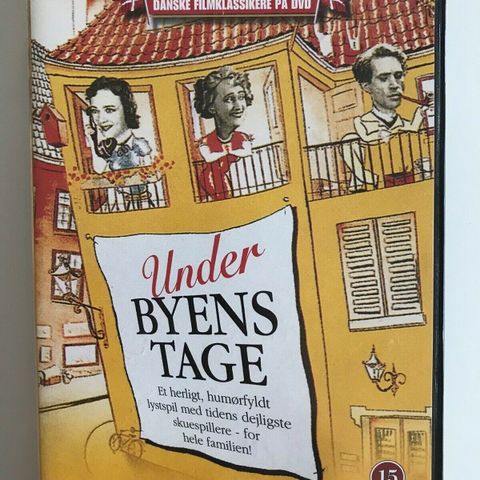 DANSKE FILMKLASSIKERE PÅ DVD
Under
BYENS
TAGE
Et herligt, humørfyldt
lystspil med tidens dejligste
skuespillere - for
hele familien!
15